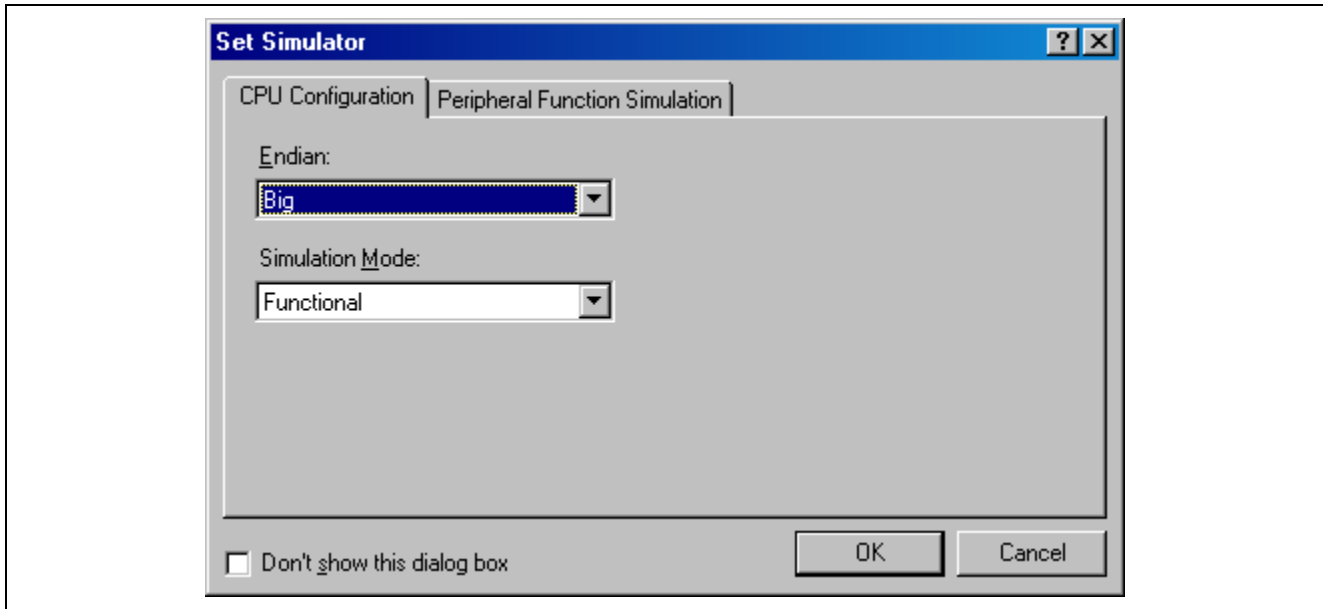 Set Simulator
CPU Configuration Peripheral Function Simulation
Endian:
Big
Simulation Mode:
Functional
Don't show this dialog box OK Cancel